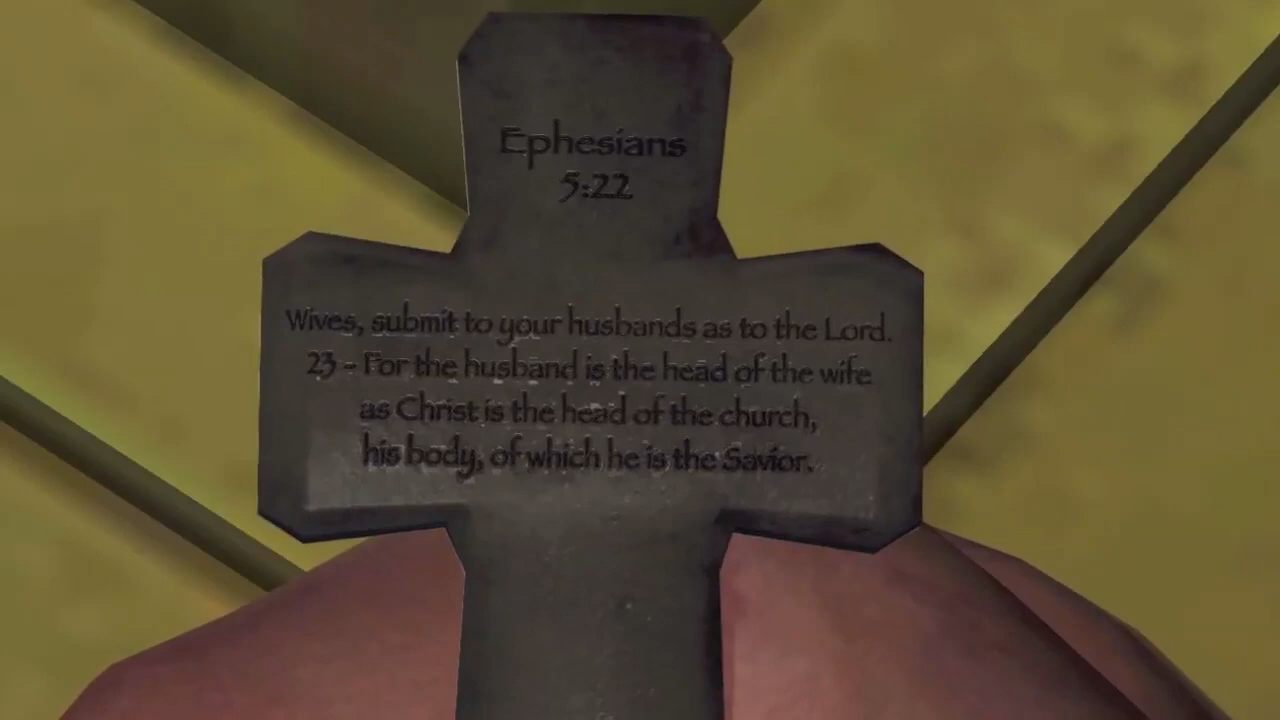 Ephesians
5:22
Wives, submit to your husbands as to the Lord.
23 - For the husband is the head of the wife
as Christ is the head of the church,
his body, of which he is the Savior.